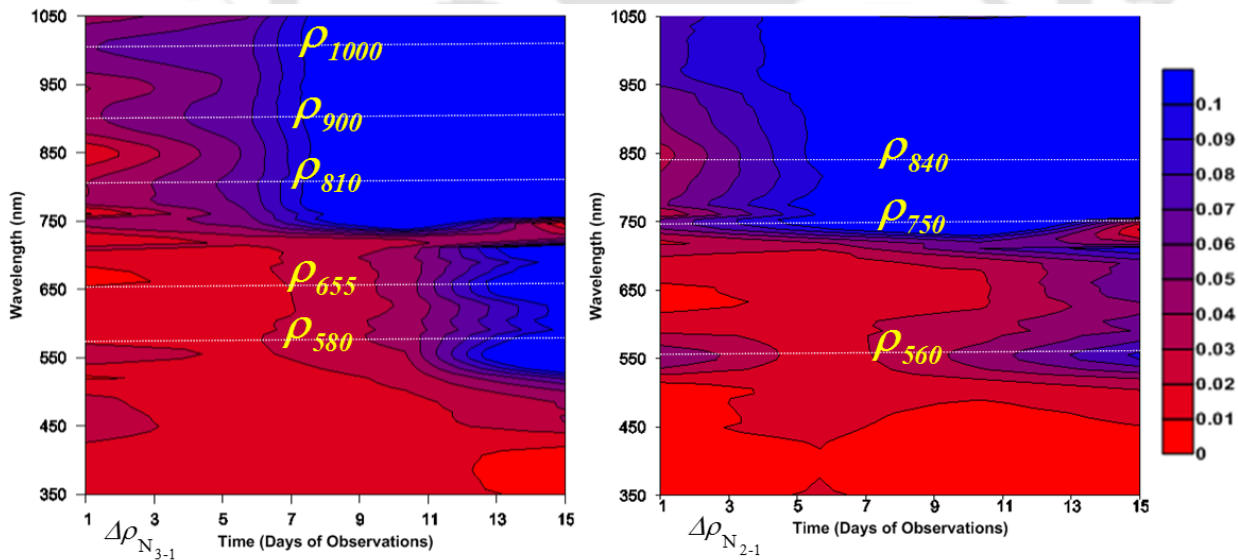 1050
950
850
750
650
550
450
350
Wavelength (nm)
ρ1000
ρ900
ρ810
ρ655
ρ580
1 3 5 7 9 11 13 15
ΔρN3-1
Time (Days of Observations)
1050
950
850
750
650
550
450
350
Wavelength (nm)
ρ840
ρ750
ρ560
1 3 5 7 9 11 13 15
ΔρN2-1
Time (Days of Observations)
0.1
0.09
0.08
0.07
0.06
0.05
0.04
0.03
0.02
0.01
0